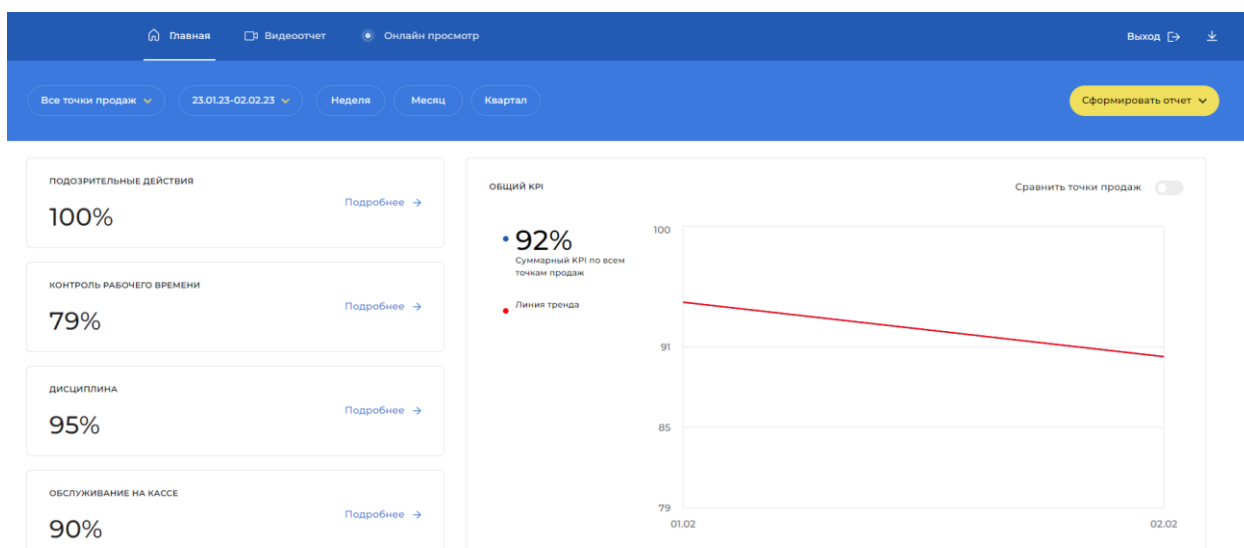 Главная
Видеоотчет
Онлайн просмотр
Выход
Все точки продаж
23.01.23-02.02.23
Неделя
Месяц
Квартал
Сформировать отчет
ПОДОЗРИТЕЛЬНЫЕ ДЕЙСТВИЯ
100%
Подробнее →
КОНТРОЛЬ РАБОЧЕГО ВРЕМЕНИ
79%
Подробнее →
ДИСЦИПЛИНА
95%
Подробнее →
ОБСЛУЖИВАНИЕ НА КАССЕ
90%
Подробнее →
ОБЩИЙ KPI
Сравнить точки продаж
92%
Суммарный KPI по всем
точкам продаж
Линия тренда
100
91
85
79
01.02
02.02